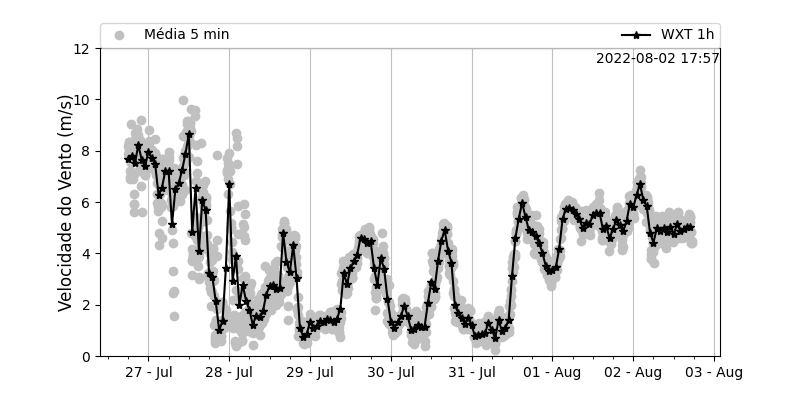 Média 5 min
WXT 1h
2022-08-02 17:57
Velocidade do Vento (m/s)
12
10
8
6
4
2
0
27 - Jul
28 - Jul
29 - Jul
30 - Jul
31 - Jul
01 - Aug
02 - Aug
03 - Aug